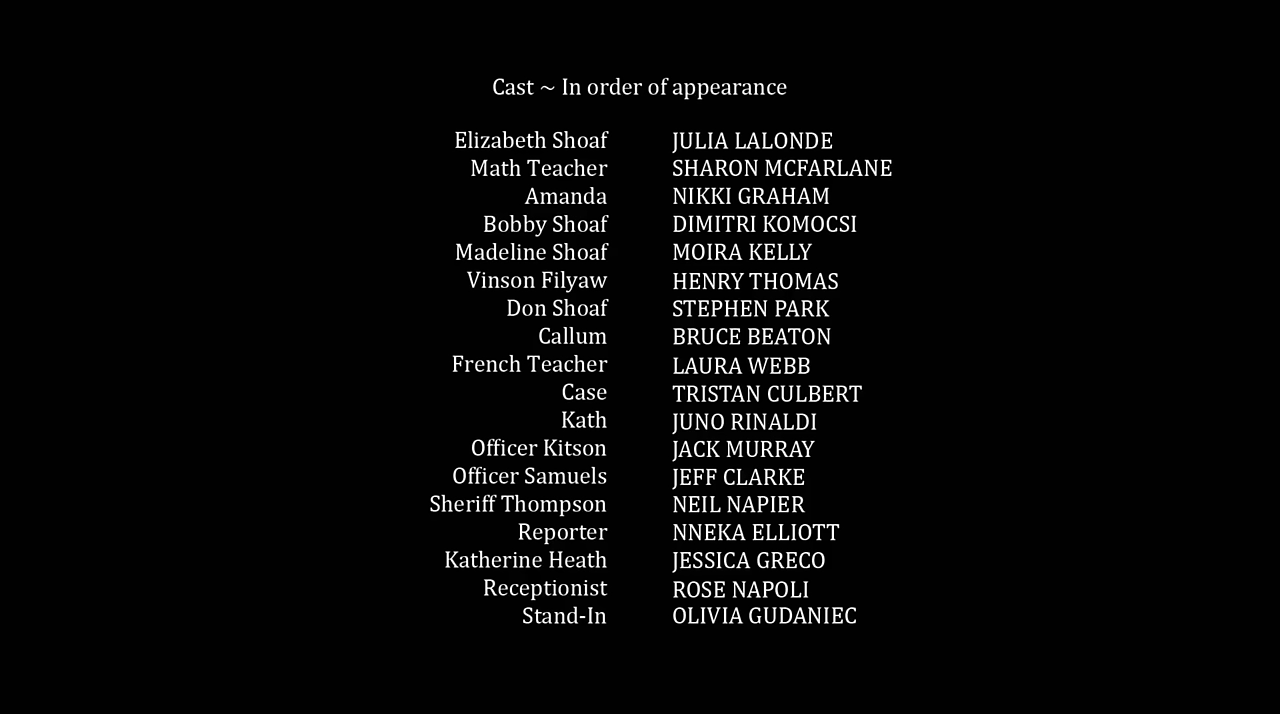 Cast ~ In order of appearance
Elizabeth Shoaf JULIA LALONDE
Math Teacher SHARON MCFARLANE
Amanda NIKKI GRAHAM
Bobby Shoaf DIMITRI KOMOCSI
Madeline Shoaf MOIRA KELLY
Vinson Filyaw HENRY THOMAS
Don Shoaf STEPHEN PARK
Callum BRUCE BEATON
French Teacher LAURA WEBB
Case TRISTAN CULBERT
Kath JUNO RINALDI
Officer Kitson JACK MURRAY
Officer Samuels JEFF CLARKE
Sheriff Thompson NEIL NAPIER
Reporter NNEKA ELLIOTT
Katherine Heath JESSICA GRECO
Receptionist ROSE NAPOLI
Stand-In OLIVIA GUDANIEC